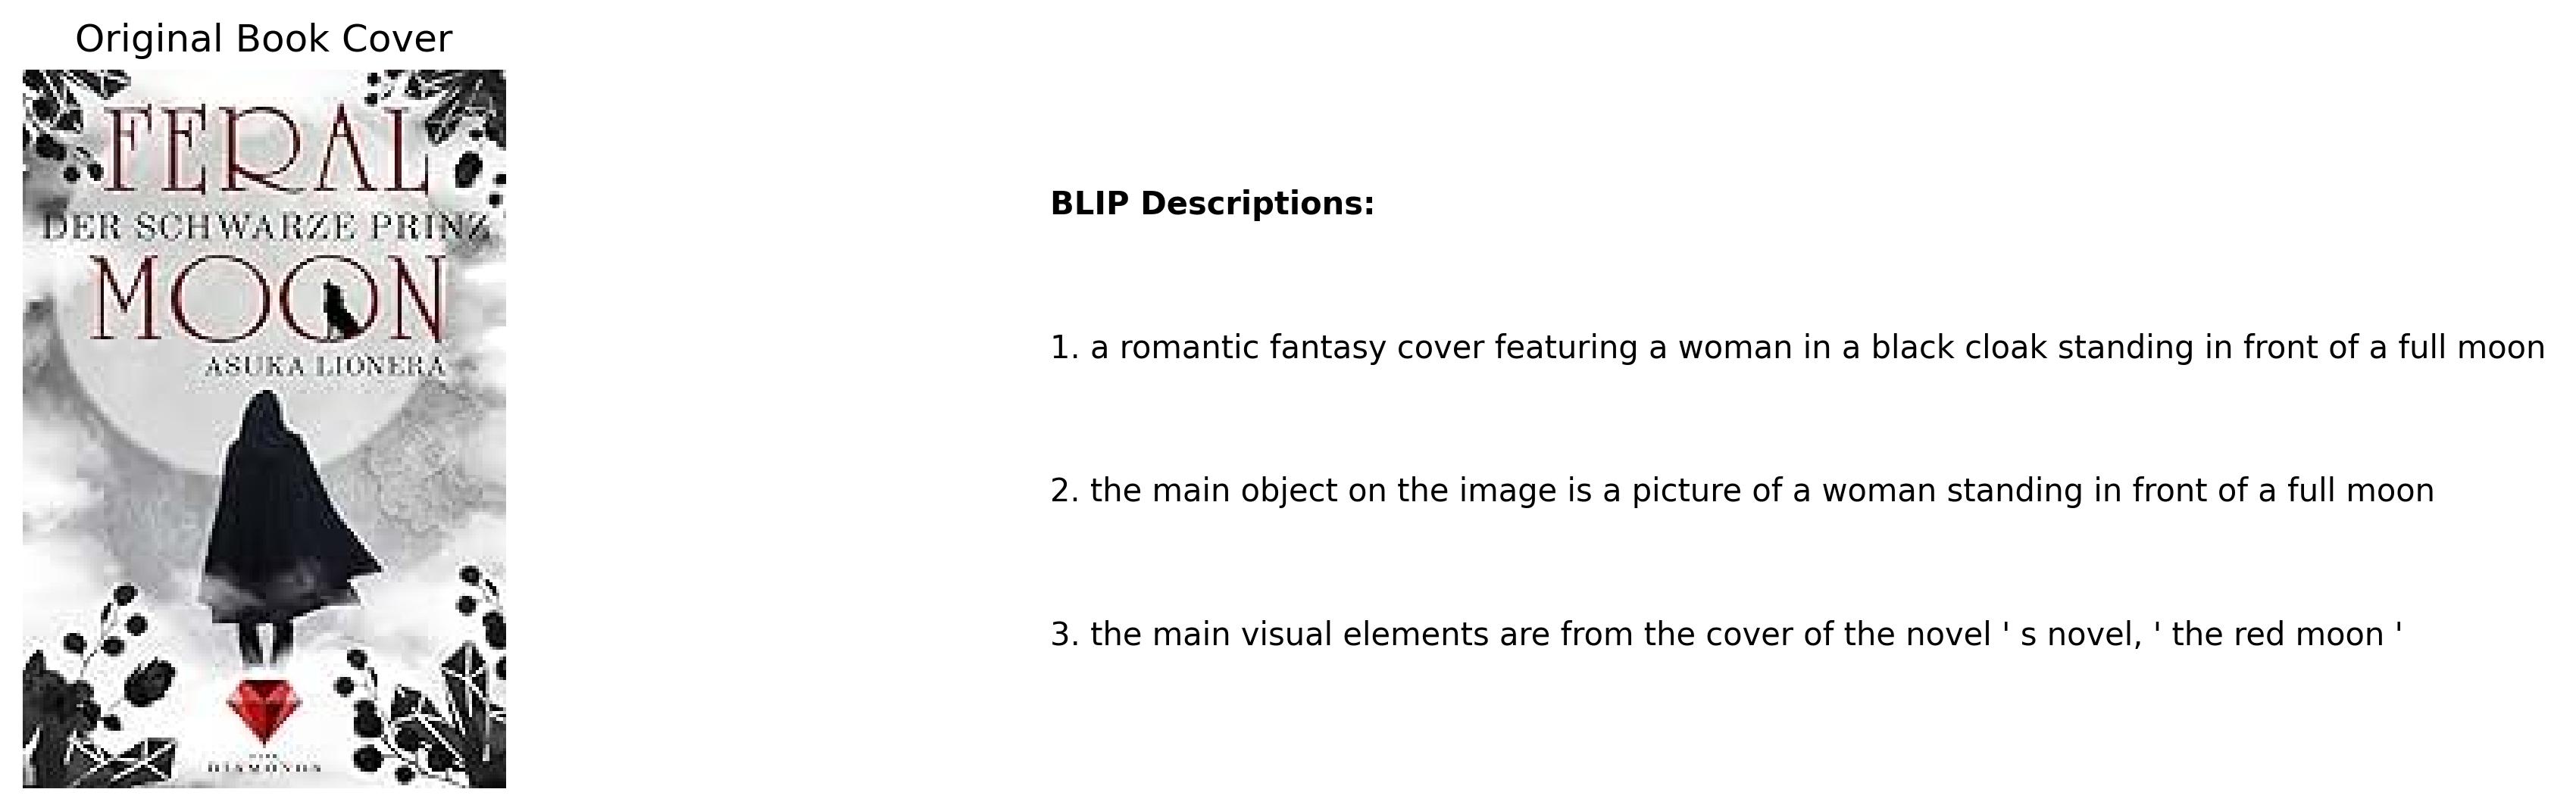 Original Book Cover
FERAL
DER SCHWARZE PRINZ
MOON
ASUKA LIONERA
DIAMONDS
BLIP Descriptions:
1. a romantic fantasy cover featuring a woman in a black cloak standing in front of a full moon
2. the main object on the image is a picture of a woman standing in front of a full moon
3. the main visual elements are from the cover of the novel ' s novel, ' the red moon '